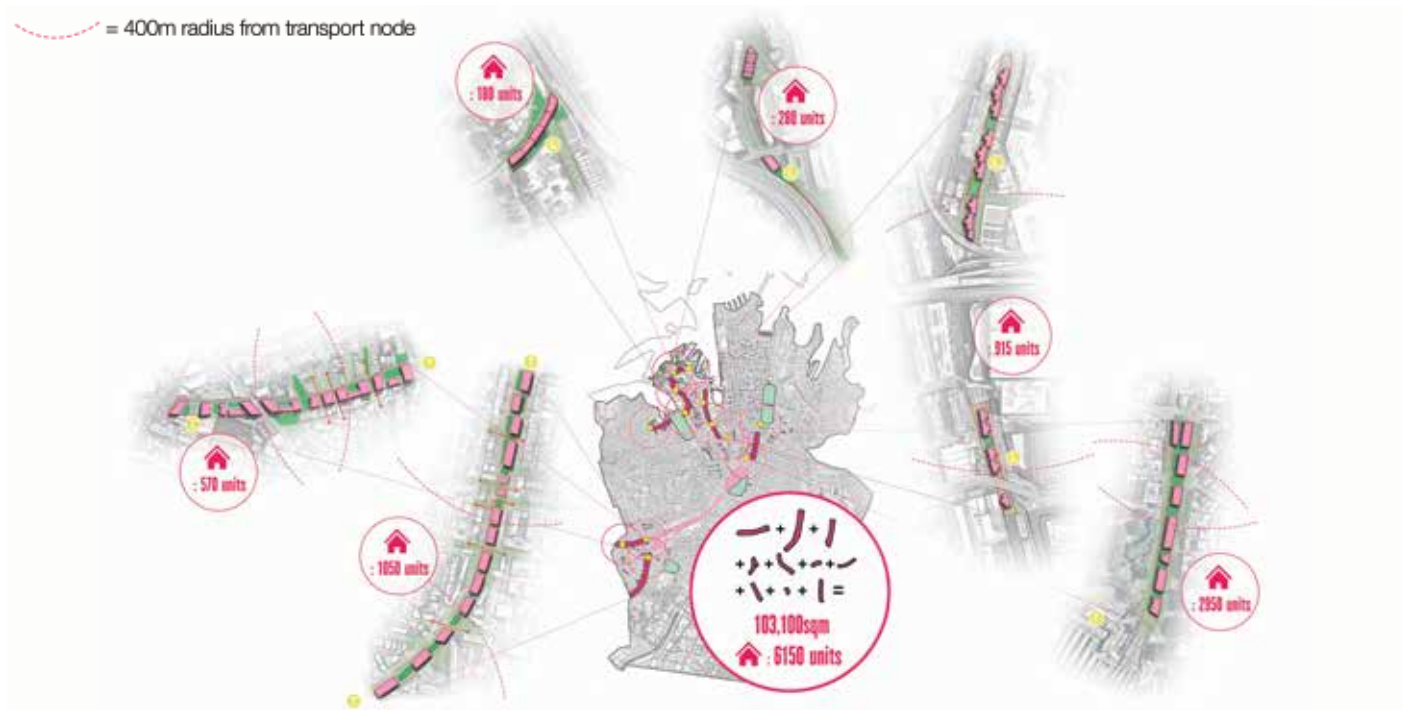 = 400m radius from transport node
: 180 units
: 280 units
: 915 units
: 570 units
: 1050 units
: 2950 units
+ +
+ + + +
+ + + =
103,100sqm
: 6150 units